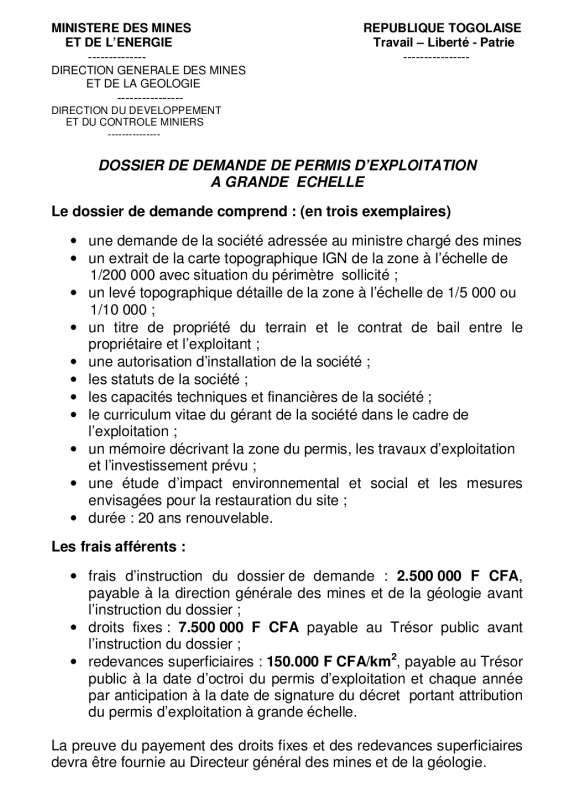 MINISTERE DES MINES
ET DE L'ENERGIE
--------------
DIRECTION GENERALE DES MINES
ET DE LA GEOLOGIE
----------------
DIRECTION DU DEVELOPPEMENT
ET DU CONTROLE MINIERS
---------------
REPUBLIQUE TOGOLAISE
Travail – Liberté - Patrie
----------------
DOSSIER DE DEMANDE DE PERMIS D'EXPLOITATION
A GRANDE ECHELLE
Le dossier de demande comprend : (en trois exemplaires)
• une demande de la société adressée au ministre chargé des mines
• un extrait de la carte topographique IGN de la zone à l'échelle de
1/200 000 avec situation du périmètre sollicité ;
• un levé topographique détaille de la zone à l'échelle de 1/5 000 ou
1/10 000 ;
• un titre de propriété du terrain et le contrat de bail entre le
propriétaire et l'exploitant ;
• une autorisation d'installation de la société ;
• les statuts de la société ;
• les capacités techniques et financières de la société ;
• le curriculum vitae du gérant de la société dans le cadre de
l'exploitation ;
• un mémoire décrivant la zone du permis, les travaux d'exploitation
et l'investissement prévu ;
• une étude d'impact environnemental et social et les mesures
envisagées pour la restauration du site ;
• durée : 20 ans renouvelable.
Les frais afférents :
• frais d'instruction du dossier de demande : 2.500 000 F CFA,
payable à la direction générale des mines et de la géologie avant
l'instruction du dossier ;
• droits fixes : 7.500 000 F CFA payable au Trésor public avant
l'instruction du dossier ;
• redevances superficiaires : 150.000 F CFA/km², payable au Trésor
public à la date d'octroi du permis d'exploitation et chaque année
par anticipation à la date de signature du décret portant attribution
du permis d'exploitation à grande échelle.
La preuve du payement des droits fixes et des redevances superficiaires
devra être fournie au Directeur général des mines et de la géologie.